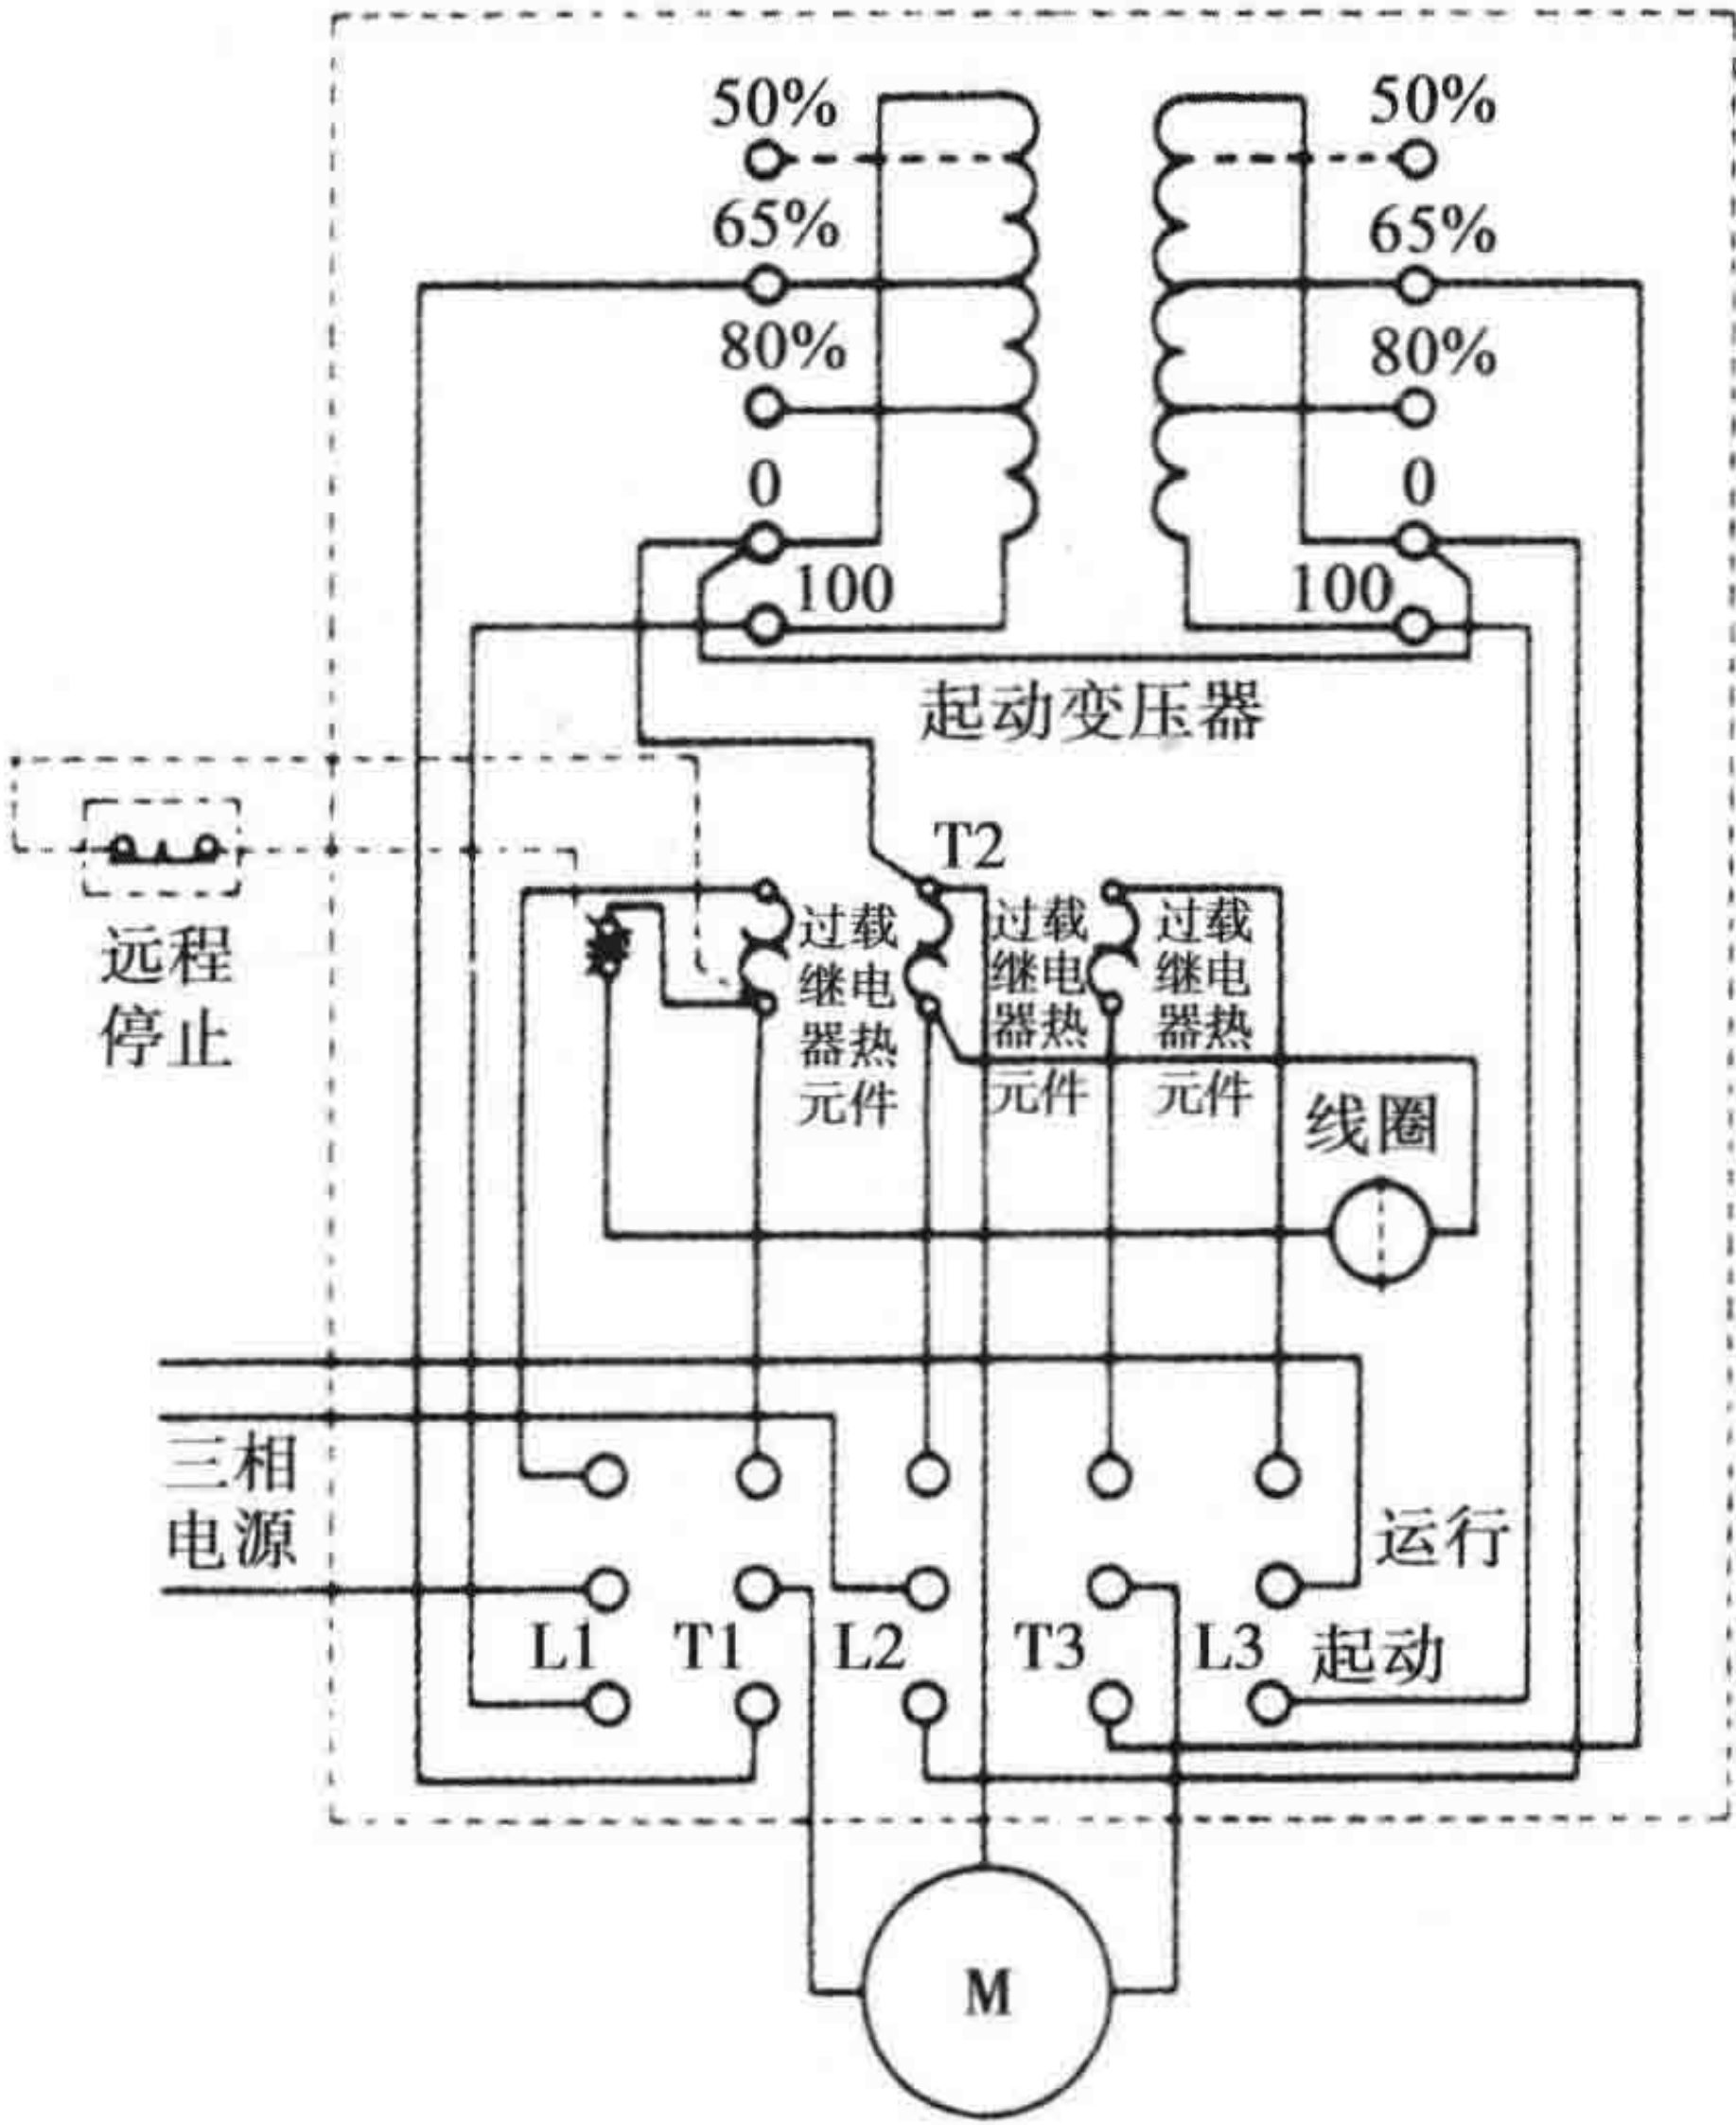 50%
50%
65%
65%
80%
80%
0
0
100
100
起动变压器
T2
远程
停止
过载
继电
器热
元件
过载
继电
器热
元件
过载
继电
器热
元件
线圈
三相
电源
运行
L1
T1
L2
T3
L3
起动
M